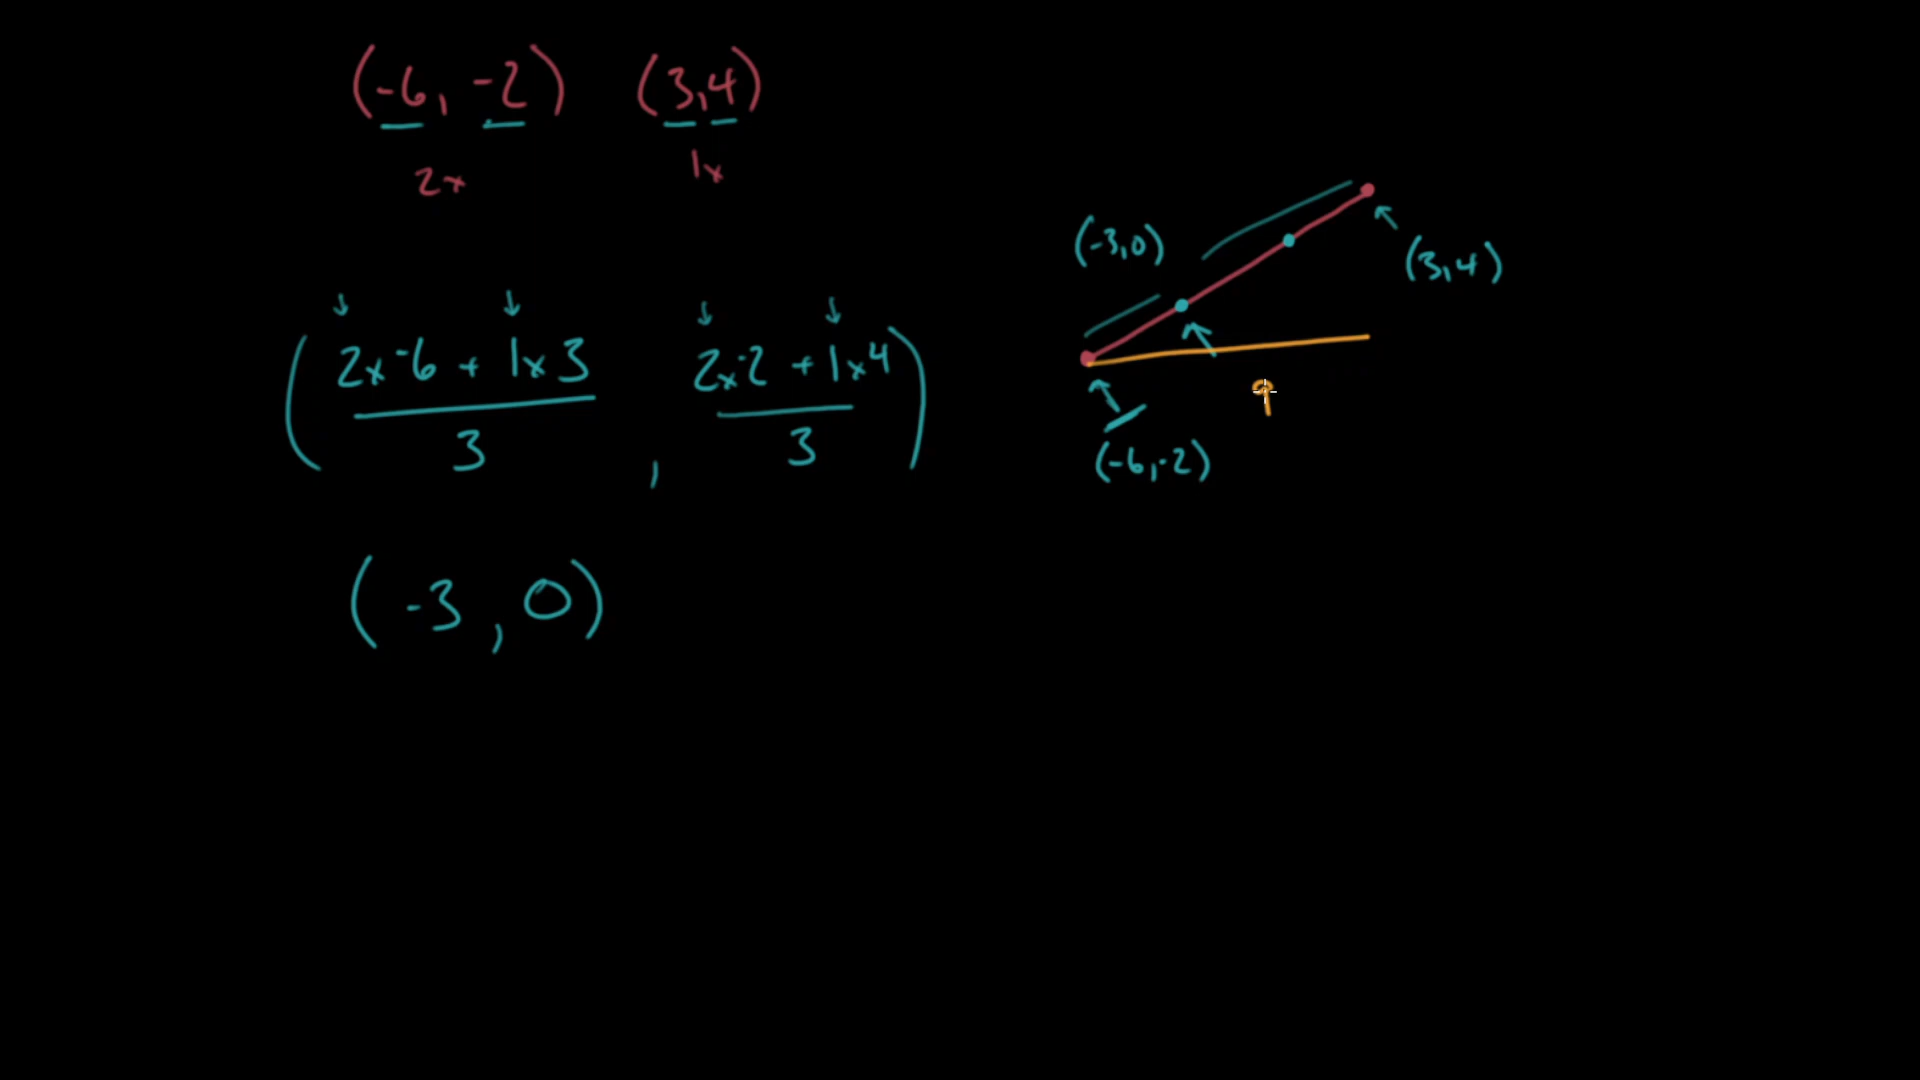 (-6, -2) (3,4)
2x 1x
(2x-6 + 1x3 / 3 , 2x-2 + 1x4 / 3)
(-3, 0)
(-3,0)
(3,4)
9
(-6,-2)